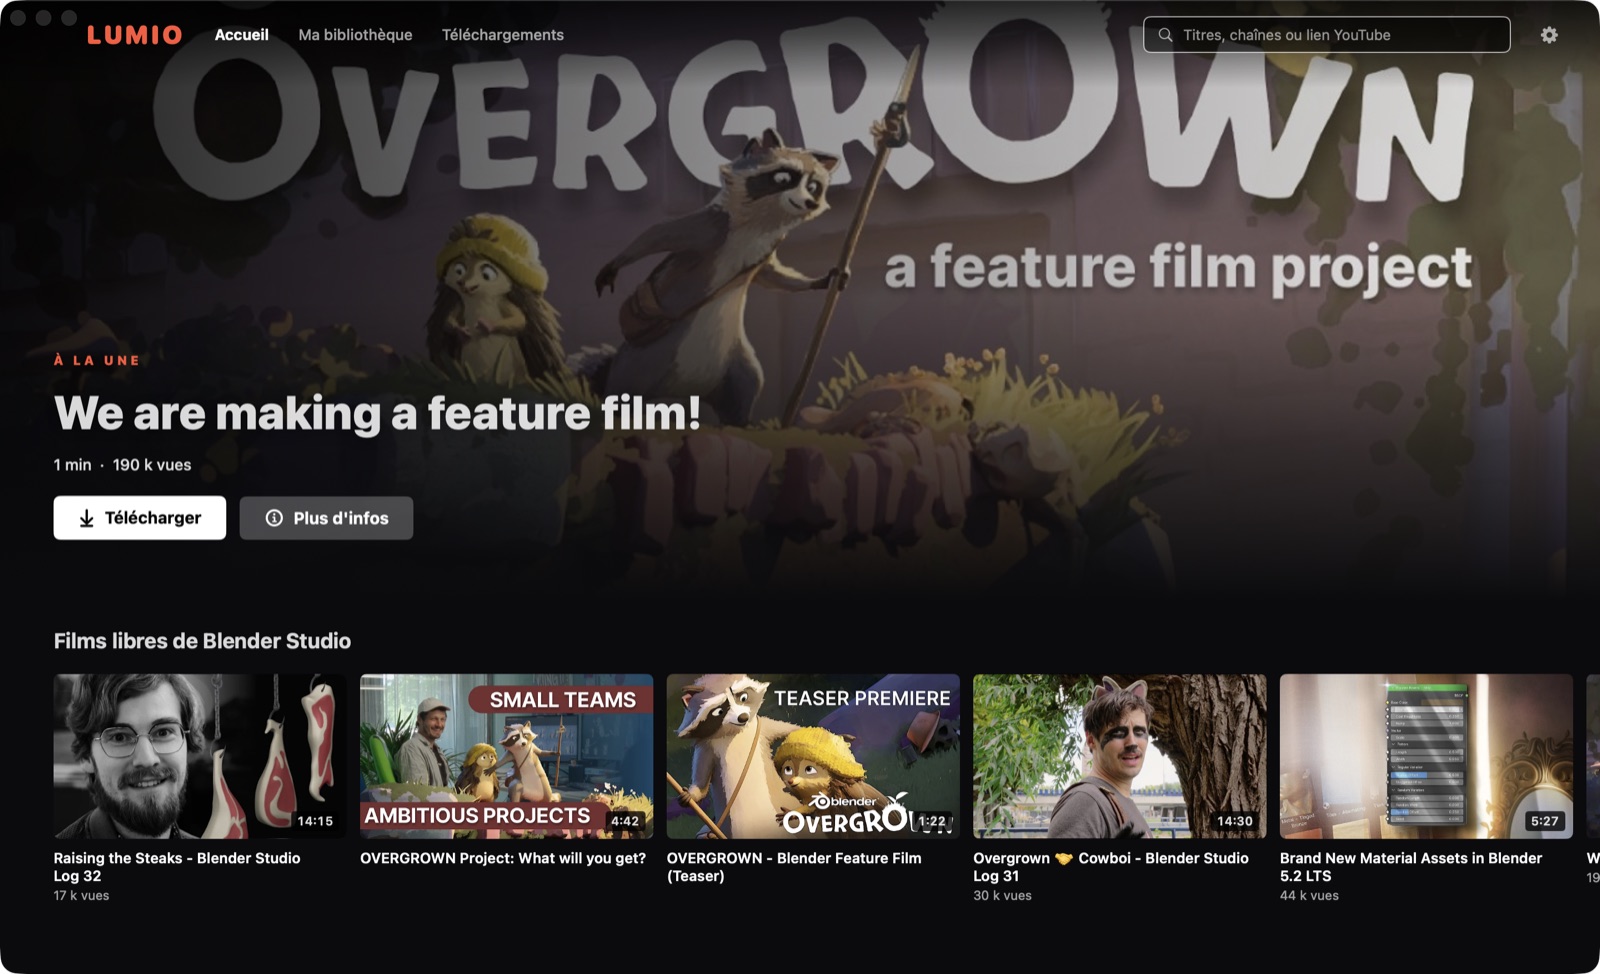 LUMIO
Accueil
Ma bibliothèque
Téléchargements
Titres, chaînes ou lien YouTube
OVERGROWN
a feature film project
À LA UNE
We are making a feature film!
1 min · 190 k vues
Télécharger
Plus d'infos
Films libres de Blender Studio
14:15
SMALL TEAMS
AMBITIOUS PROJECTS
4:42
TEASER PREMIERE
blender
OVERGROWN
1:22
14:30
5:27
Raising the Steaks - Blender Studio
Log 32
17 k vues
OVERGROWN Project: What will you get?
OVERGROWN - Blender Feature Film
(Teaser)
Overgrown 🤝 Cowboi - Blender Studio
Log 31
30 k vues
Brand New Material Assets in Blender
5.2 LTS
44 k vues
W
19